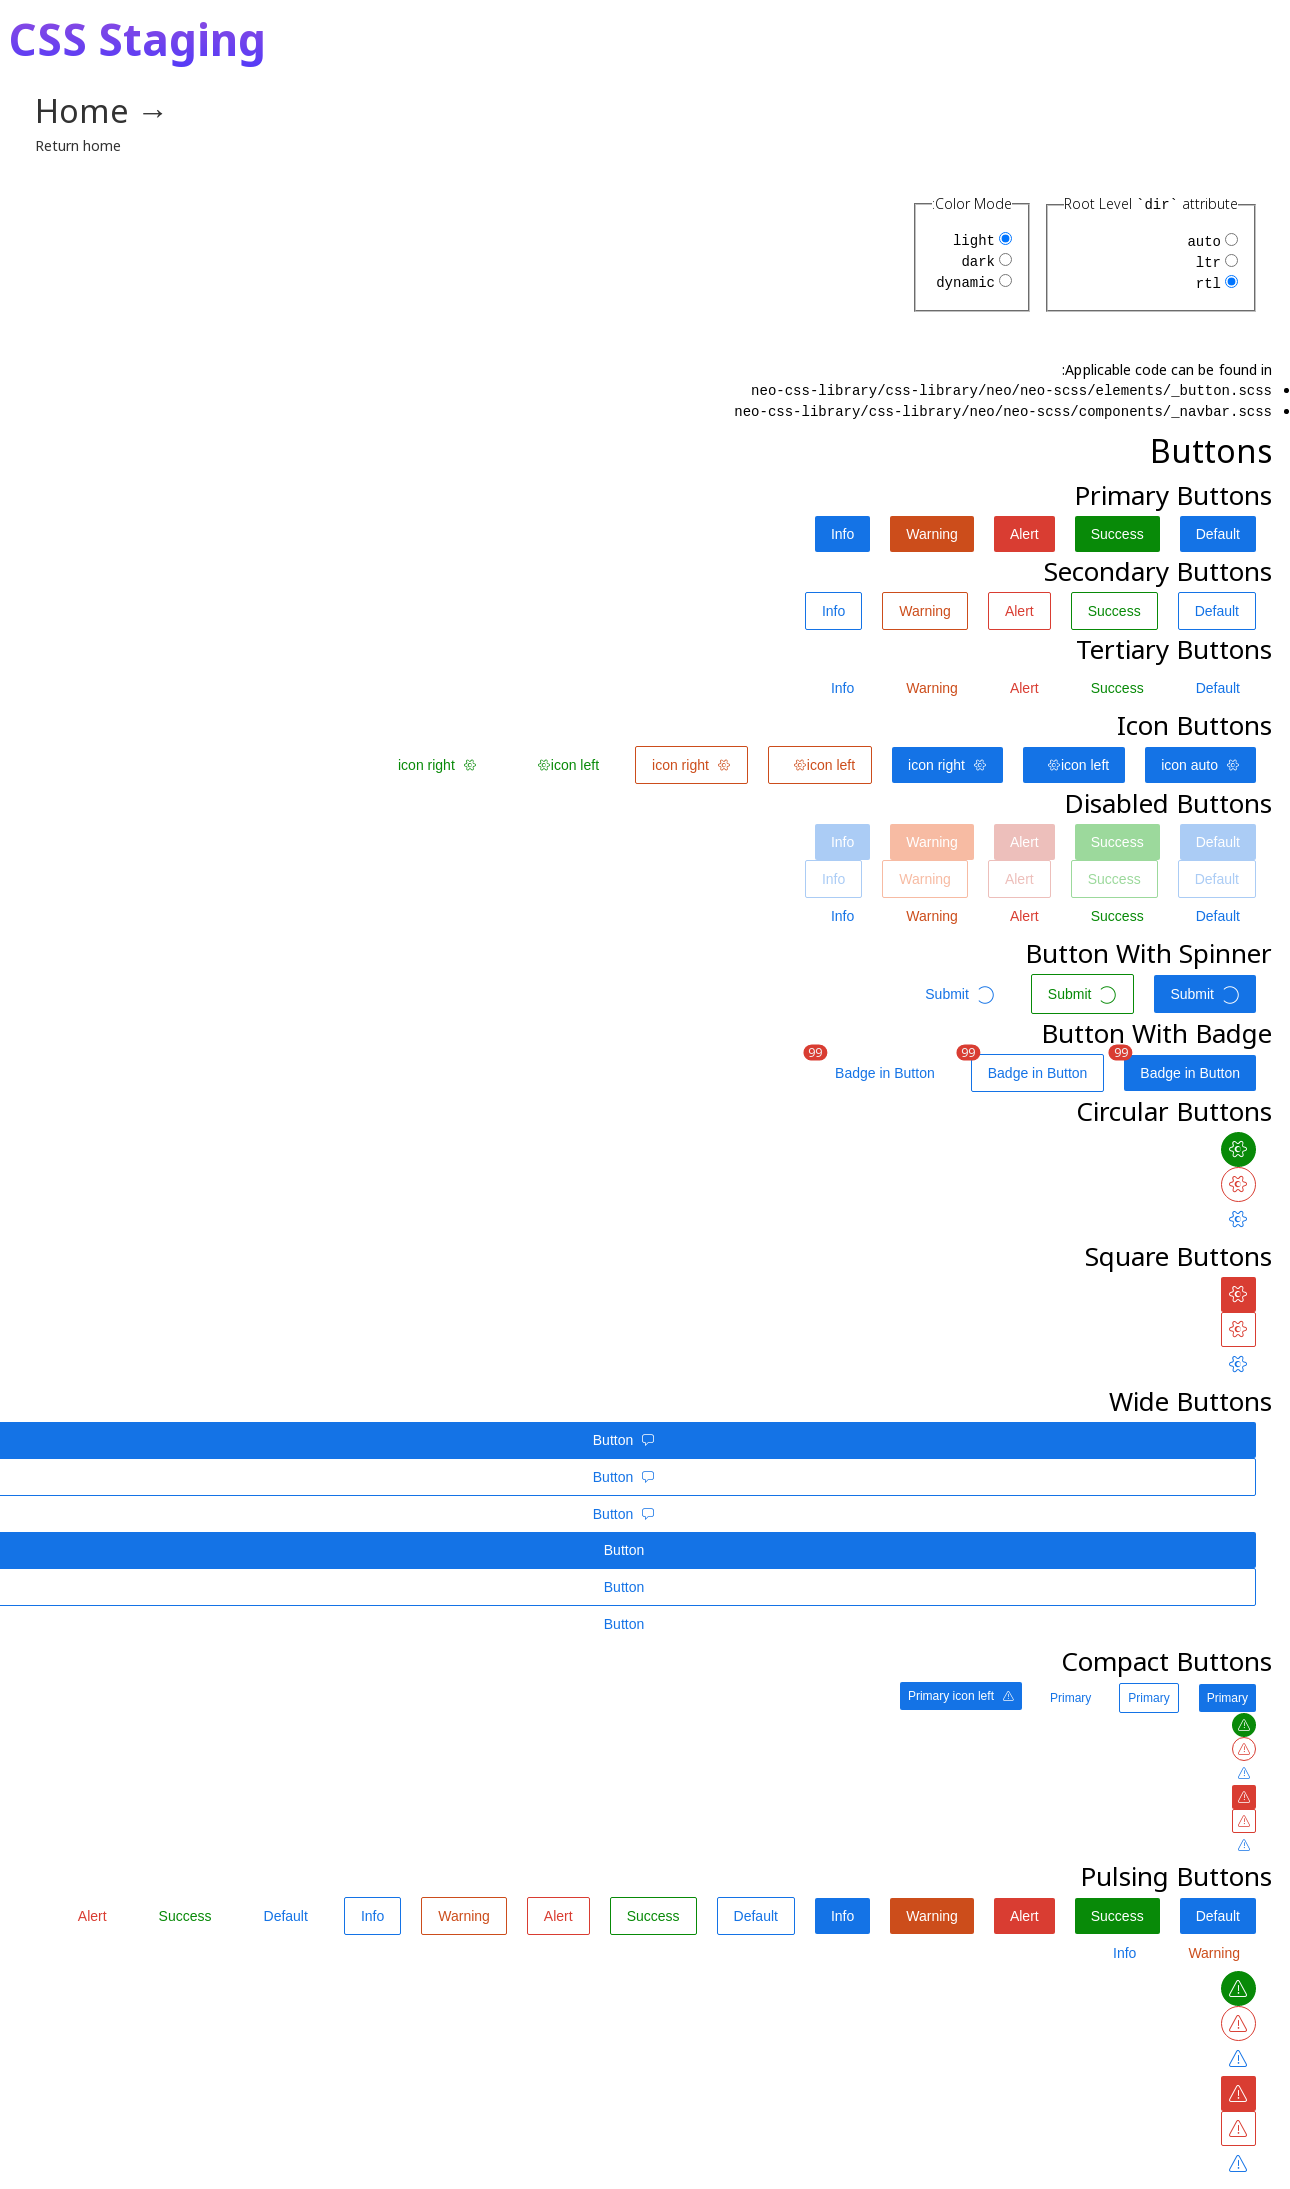 CSS Staging
Home →
Return home
Root Level `dir` attribute
auto
ltr
rtl
Color Mode:
light
dark
dynamic
Applicable code can be found in:
neo-css-library/css-library/neo/neo-scss/elements/_button.scss
neo-css-library/css-library/neo/neo-scss/components/_navbar.scss
Buttons
Primary Buttons
Default Success Alert Warning Info
Secondary Buttons
Default Success Alert Warning Info
Tertiary Buttons
Default Success Alert Warning Info
Icon Buttons
icon auto icon left icon right icon left icon right icon left icon right
Disabled Buttons
Default Success Alert Warning Info
Default Success Alert Warning Info
Default Success Alert Warning Info
Button With Spinner
Submit Submit Submit
Button With Badge
99 99 99
Badge in Button Badge in Button Badge in Button
Circular Buttons
Square Buttons
Wide Buttons
Button
Button
Button
Button
Button
Button
Compact Buttons
Primary Primary Primary Primary icon left
Pulsing Buttons
Default Success Alert Warning Info Default Success Alert Warning Info Default Success Alert
Warning Info